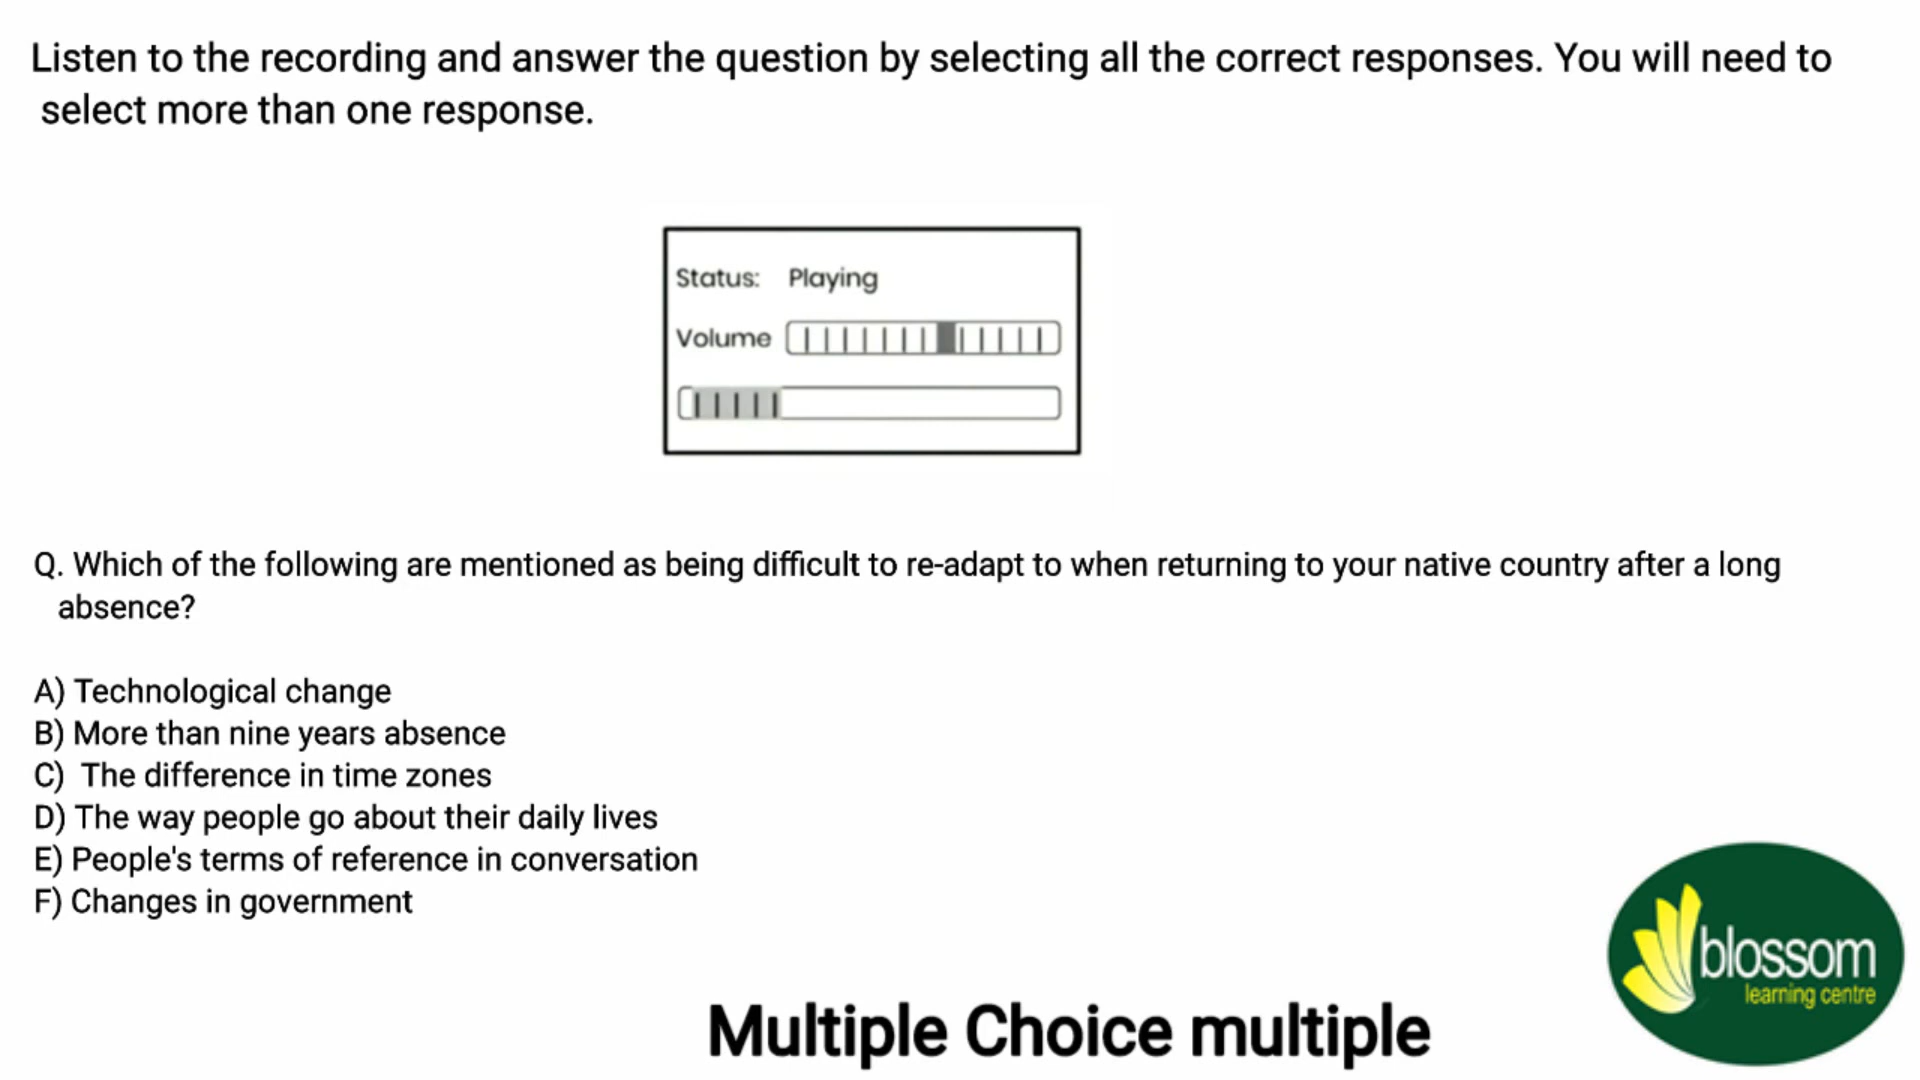 Listen to the recording and answer the question by selecting all the correct responses. You will need to
select more than one response.
Status: Playing
Volume
Q. Which of the following are mentioned as being difficult to re-adapt to when returning to your native country after a long
absence?
A) Technological change
B) More than nine years absence
C) The difference in time zones
D) The way people go about their daily lives
E) People's terms of reference in conversation
F) Changes in government
blossom
learning centre
Multiple Choice multiple